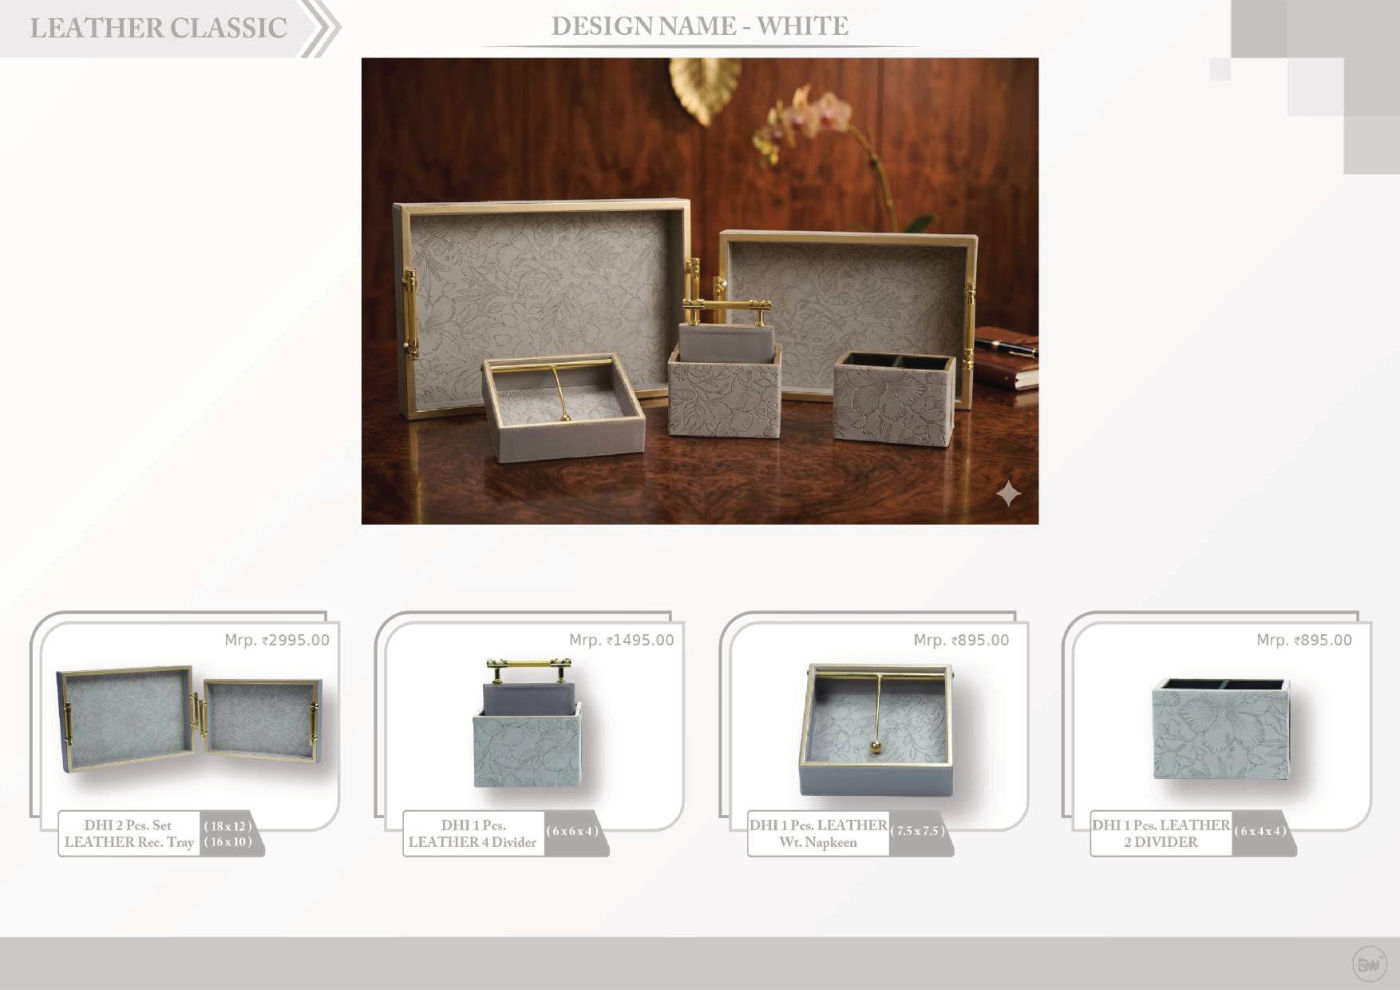 LEATHER CLASSIC
DESIGN NAME - WHITE
Mrp. ₹2995.00
DHI 2 Pcs. Set
LEATHER Rec. Tray
( 18 x 12 )
( 16 x 10 )
Mrp. ₹1495.00
DHI 1 Pcs.
LEATHER 4 Divider
( 6 x 6 x 4 )
Mrp. ₹895.00
DHI 1 Pcs. LEATHER
Wt. Napkeen
( 7.5 x 7.5 )
Mrp. ₹895.00
DHI 1 Pcs. LEATHER
2 DIVIDER
( 6 x 4 x 4 )